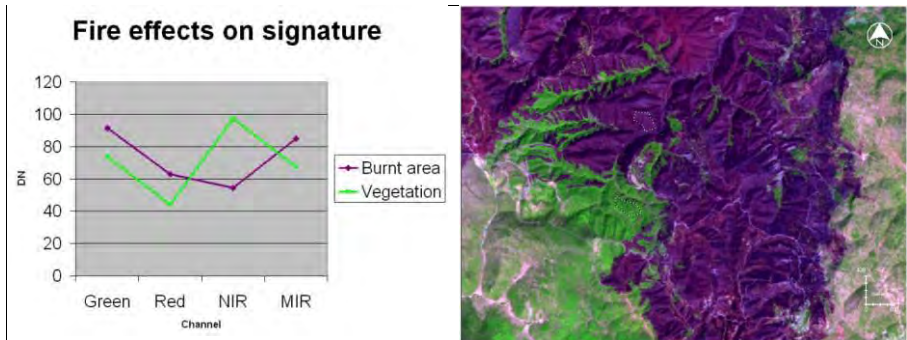 Fire effects on signature
120
100
80
60
40
20
0
DN
Green Red NIR MIR
Channel
Burnt area
Vegetation
N